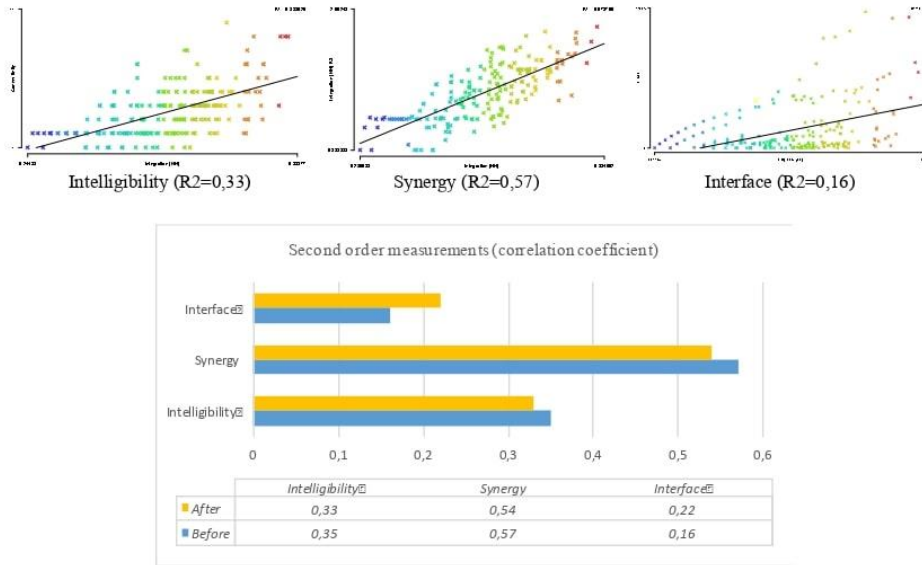 Intelligibility (R2=0,33)
Synergy (R2=0,57)
Interface (R2=0,16)
Second order measurements (correlation coefficient)
Interface
Synergy
Intelligibility
0 0,1 0,2 0,3 0,4 0,5 0,6
Intelligibility Synergy Interface
After 0,33 0,54 0,22
Before 0,35 0,57 0,16